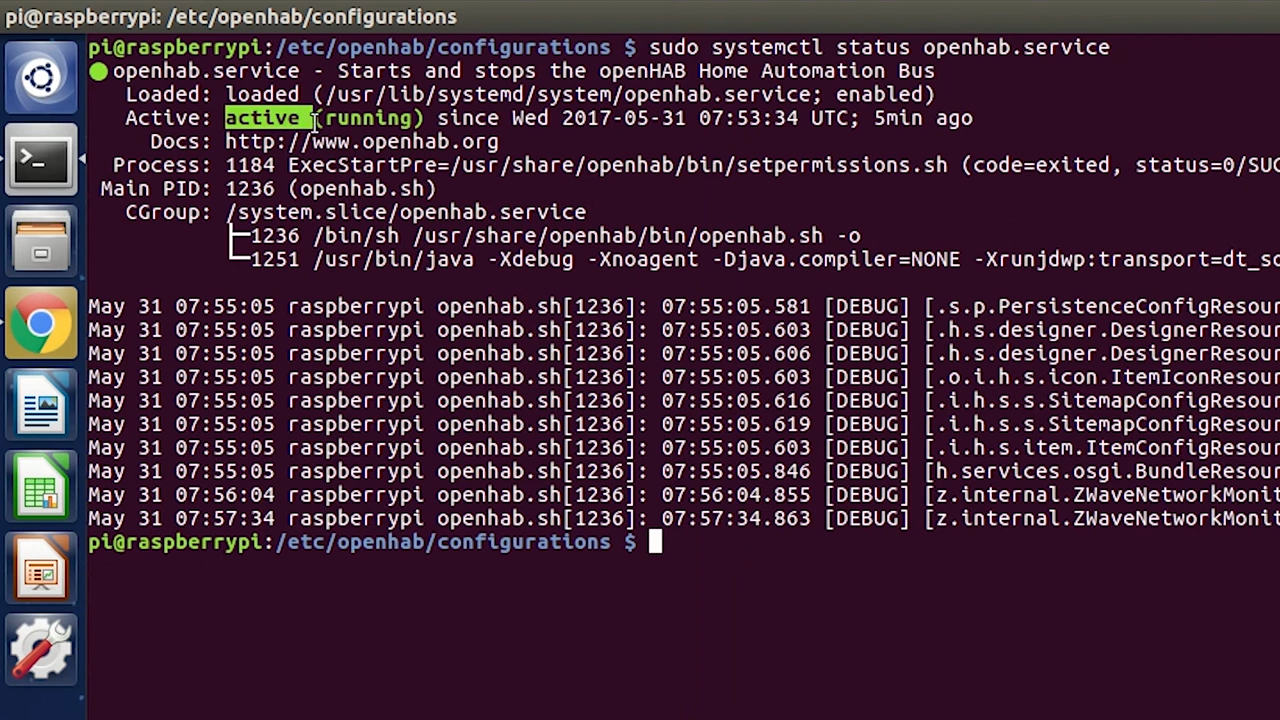 pi@raspberrypi: /etc/openhab/configurations
pi@raspberrypi:/etc/openhab/configurations $ sudo systemctl status openhab.service
openhab.service - Starts and stops the openHAB Home Automation Bus
Loaded: loaded (/usr/lib/systemd/system/openhab.service; enabled)
Active: active (running) since Wed 2017-05-31 07:53:34 UTC; 5min ago
Docs: http://www.openhab.org
Process: 1184 ExecStartPre=/usr/share/openhab/bin/setpermissions.sh (code=exited, status=0/SUC
Main PID: 1236 (openhab.sh)
CGroup: /system.slice/openhab.service
├─1236 /bin/sh /usr/share/openhab/bin/openhab.sh -o
└─1251 /usr/bin/java -Xdebug -Xnoagent -Djava.compiler=NONE -Xrunjdwp:transport=dt_so
May 31 07:55:05 raspberrypi openhab.sh[1236]: 07:55:05.581 [DEBUG] [.s.p.PersistenceConfigResour
May 31 07:55:05 raspberrypi openhab.sh[1236]: 07:55:05.603 [DEBUG] [.h.s.designer.DesignerResour
May 31 07:55:05 raspberrypi openhab.sh[1236]: 07:55:05.606 [DEBUG] [.h.s.designer.DesignerResour
May 31 07:55:05 raspberrypi openhab.sh[1236]: 07:55:05.603 [DEBUG] [.o.i.h.s.icon.ItemIconResour
May 31 07:55:05 raspberrypi openhab.sh[1236]: 07:55:05.616 [DEBUG] [.i.h.s.s.SitemapConfigResour
May 31 07:55:05 raspberrypi openhab.sh[1236]: 07:55:05.619 [DEBUG] [.i.h.s.s.SitemapConfigResour
May 31 07:55:05 raspberrypi openhab.sh[1236]: 07:55:05.603 [DEBUG] [.i.h.s.item.ItemConfigResour
May 31 07:55:05 raspberrypi openhab.sh[1236]: 07:55:05.846 [DEBUG] [h.services.osgi.BundleResour
May 31 07:56:04 raspberrypi openhab.sh[1236]: 07:56:04.855 [DEBUG] [z.internal.ZWaveNetworkMonit
May 31 07:57:34 raspberrypi openhab.sh[1236]: 07:57:34.863 [DEBUG] [z.internal.ZWaveNetworkMonit
pi@raspberrypi:/etc/openhab/configurations $